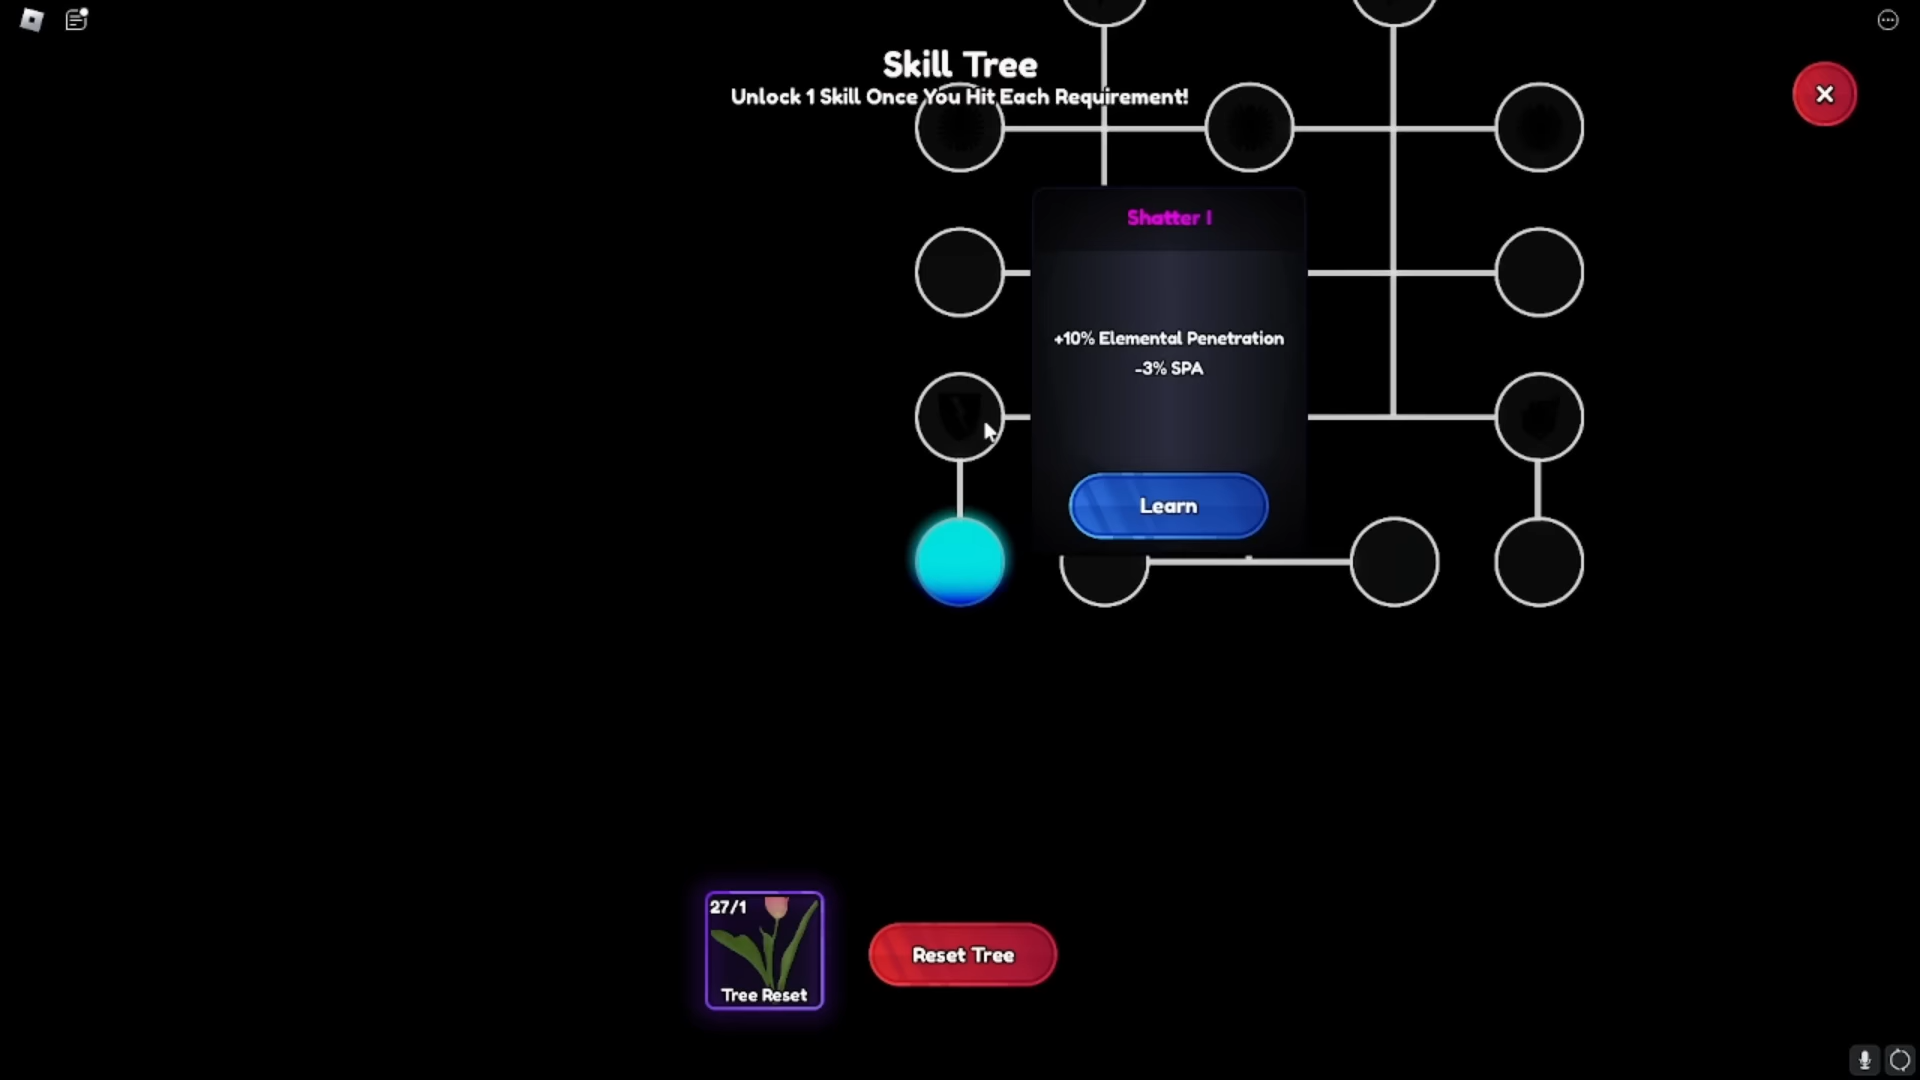 Skill Tree
Unlock 1 Skill Once You Hit Each Requirement!
Shatter I
+10% Elemental Penetration
-3% SPA
Learn
27/1
Tree Reset
Reset Tree